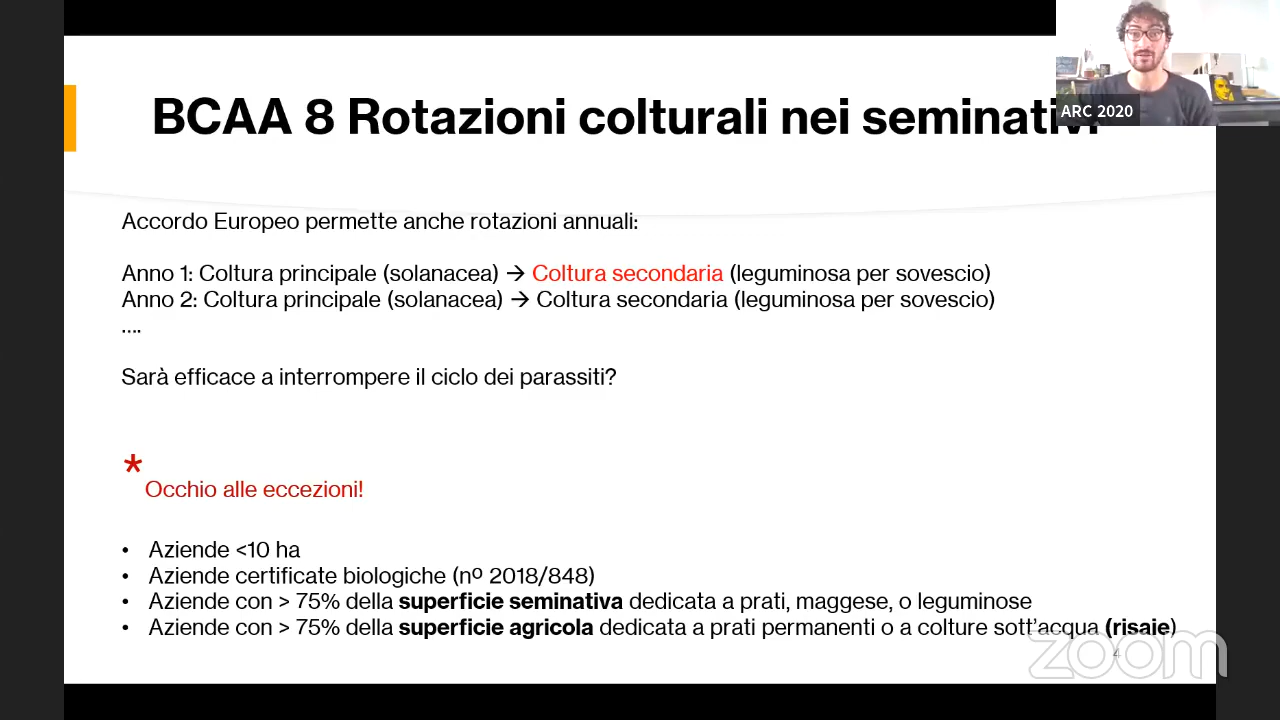 BCAA 8 Rotazioni colturali nei seminativi
ARC 2020
Accordo Europeo permette anche rotazioni annuali:
Anno 1: Coltura principale (solanacea) → Coltura secondaria (leguminosa per sovescio)
Anno 2: Coltura principale (solanacea) → Coltura secondaria (leguminosa per sovescio)
....
Sarà efficace a interrompere il ciclo dei parassiti?
*
Occhio alle eccezioni!
• Aziende <10 ha
• Aziende certificate biologiche (nº 2018/848)
• Aziende con > 75% della superficie seminativa dedicata a prati, maggese, o leguminose
• Aziende con > 75% della superficie agricola dedicata a prati permanenti o a colture sott’acqua (risaie)
4
zoom